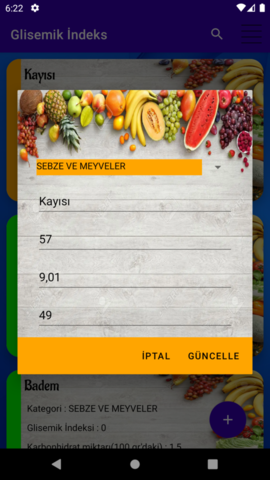 6:22
Glisemik İndeks
Kayısı
SEBZE VE MEYVELER
Kayısı
57
9,01
49
İPTAL GÜNCELLE
Badem
Kategori : SEBZE VE MEYVELER
Glisemik İndeksi : 0
Karbonhidrat miktarı(100 gr'daki) : 1.5